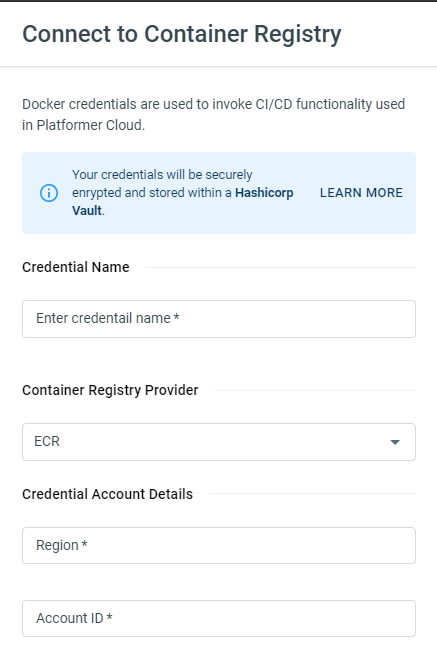 Connect to Container Registry
Docker credentials are used to invoke CI/CD functionality used
in Platformer Cloud.
Your credentials will be securely
enrypted and stored within a Hashicorp
Vault.
LEARN MORE
Credential Name
Enter credentail name *
Container Registry Provider
ECR
Credential Account Details
Region *
Account ID *